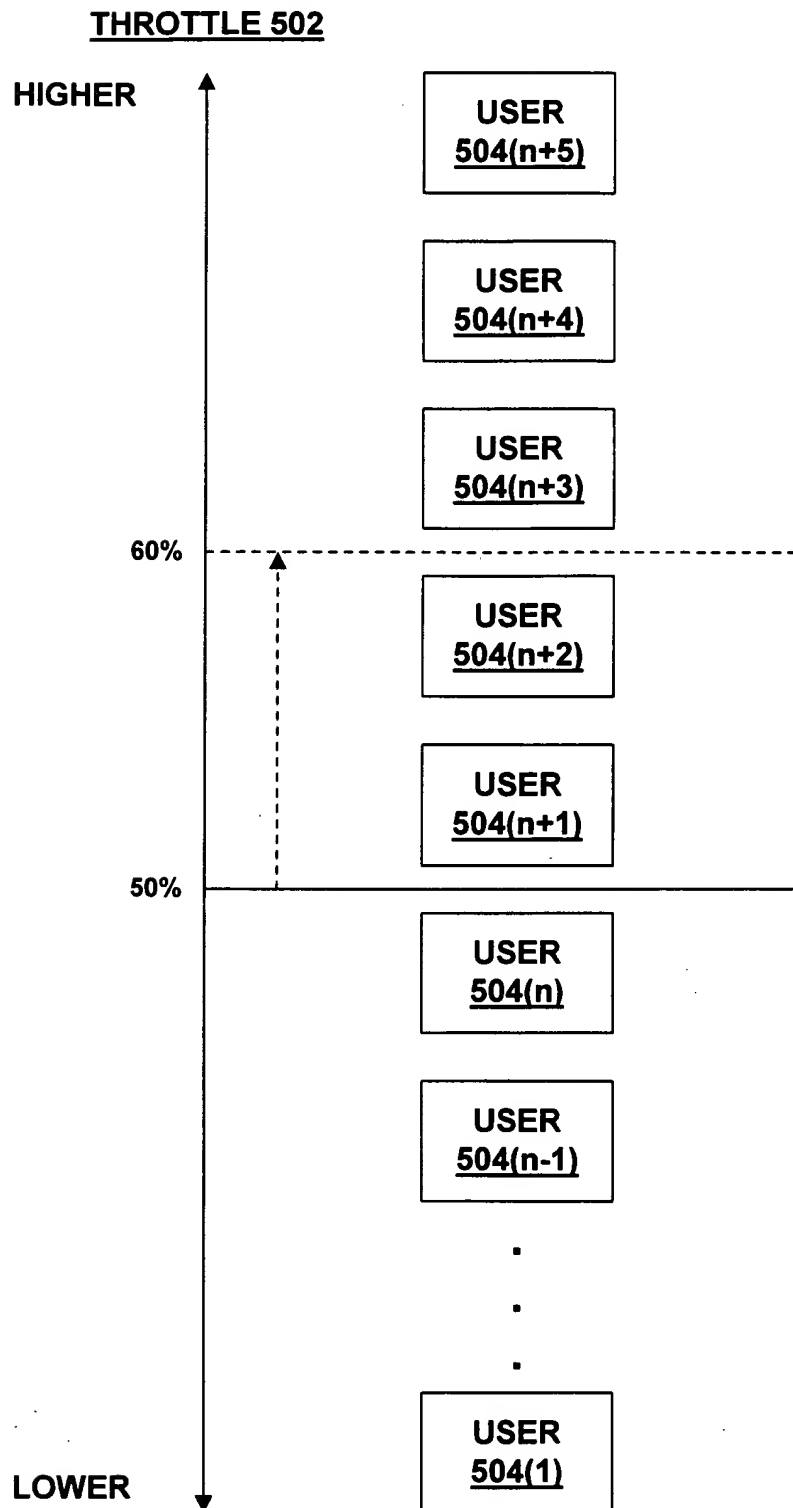 THROTTLE 502
HIGHER
USER
504(n+5)
USER
504(n+4)
USER
504(n+3)
60%
USER
504(n+2)
USER
504(n+1)
50%
USER
504(n)
USER
504(n-1)
USER
504(1)
LOWER